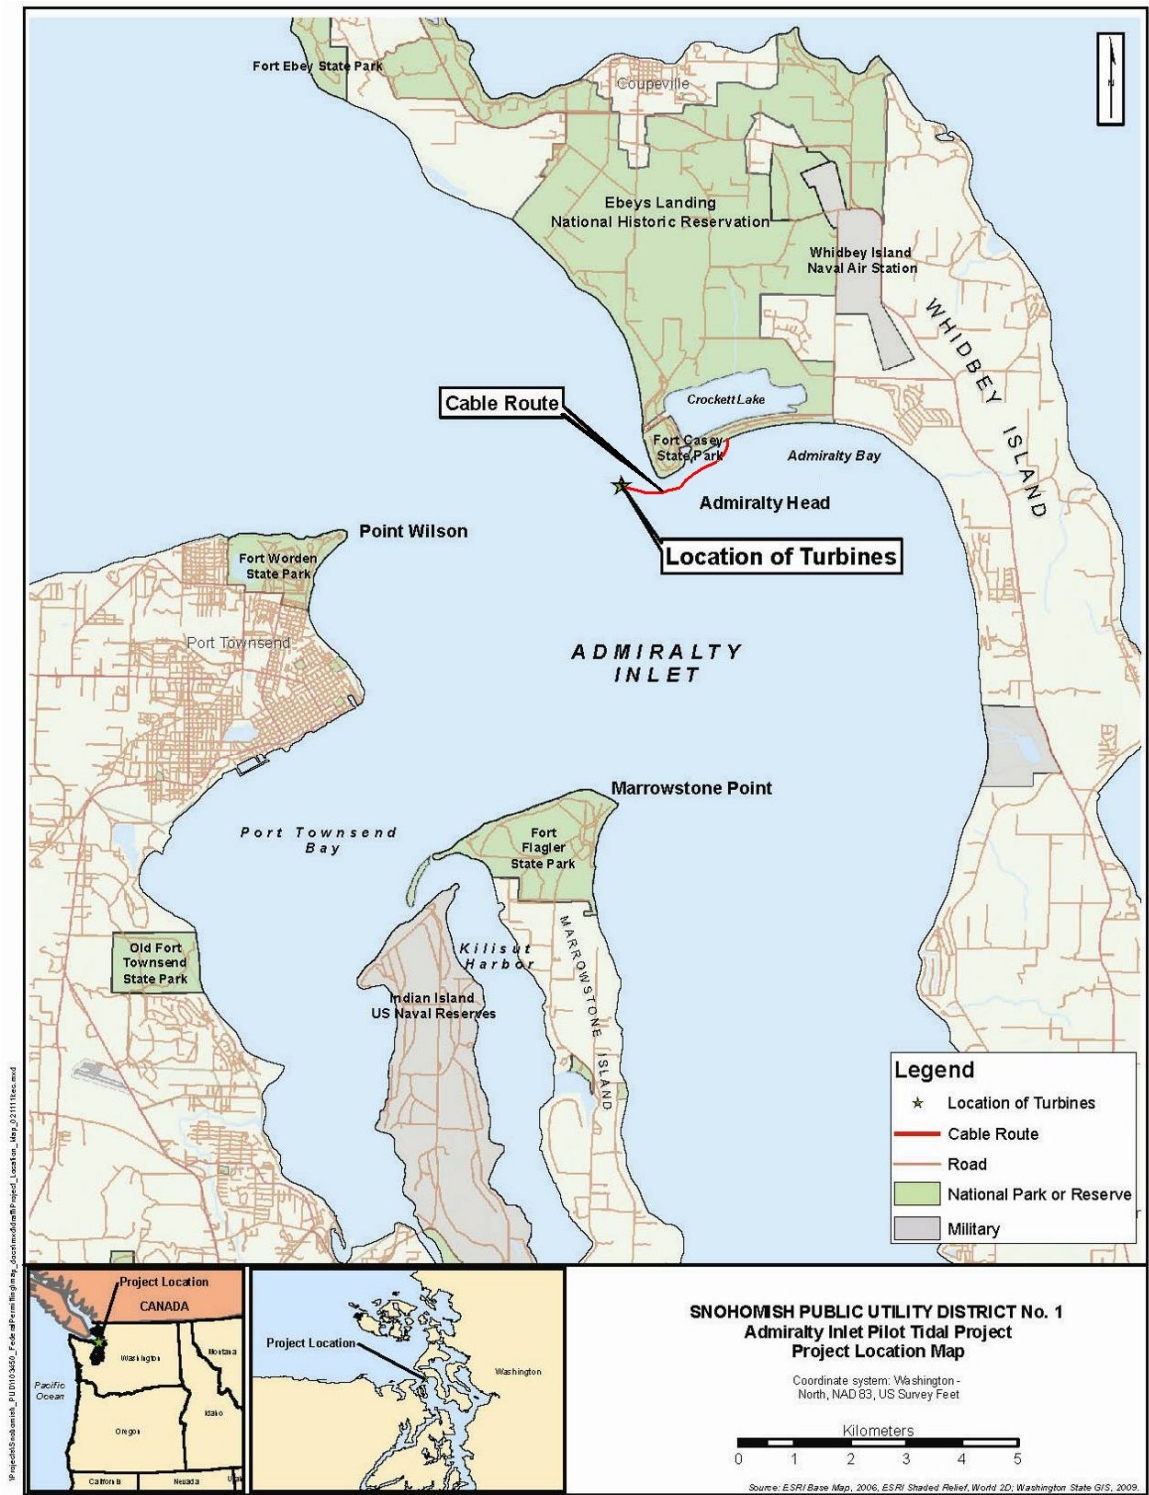 Fort Ebey State Park
Coupeville
N
Ebeys Landing
National Historic Reservation
Whidbey Island
Naval Air Station
WHIDBEY ISLAND
Cable Route
Crockett Lake
Fort Casey
State Park
Admiralty Bay
Admiralty Head
Point Wilson
Location of Turbines
Fort Worden
State Park
Port Townsend
ADMIRALTY
INLET
Marrowstone Point
Port Townsend
Bay
Fort
Flagler
State Park
Kilisut
Harbor
MARROWSTONE ISLAND
Old Fort
Townsend
State Park
Indian Island
US Naval Reserves
Legend
Location of Turbines
Cable Route
Road
National Park or Reserve
Military
Project Location
CANADA
Washington
Montana
Pacific
Ocean
Oregon
Idaho
California
Nevada
Project Location
Washington
SNOHOMISH PUBLIC UTILITY DISTRICT No. 1
Admiralty Inlet Pilot Tidal Project
Project Location Map
Coordinate system: Washington -
North, NAD 83, US Survey Feet
Kilometers
0 1 2 3 4 5
Source: ESRI Base Map, 2006, ESRI Shaded Relief, World 2D; Washington State GIS, 2009.